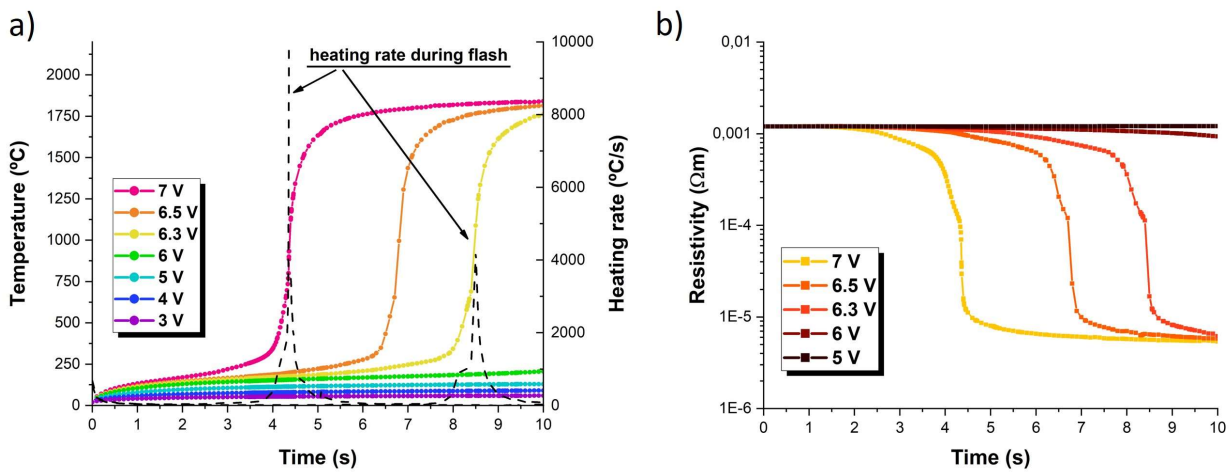 a)
heating rate during flash
Temperature (ºC)
2000
1750
1500
1250
1000
750
500
250
0
7 V
6.5 V
6.3 V
6 V
5 V
4 V
3 V
Heating rate (ºC/s)
10000
8000
6000
4000
2000
0
0 1 2 3 4 5 6 7 8 9 10
Time (s)
b)
Resistivity (Ωm)
0,01
0,001
1E-4
1E-5
1E-6
7 V
6.5 V
6.3 V
6 V
5 V
0 1 2 3 4 5 6 7 8 9 10
Time (s)